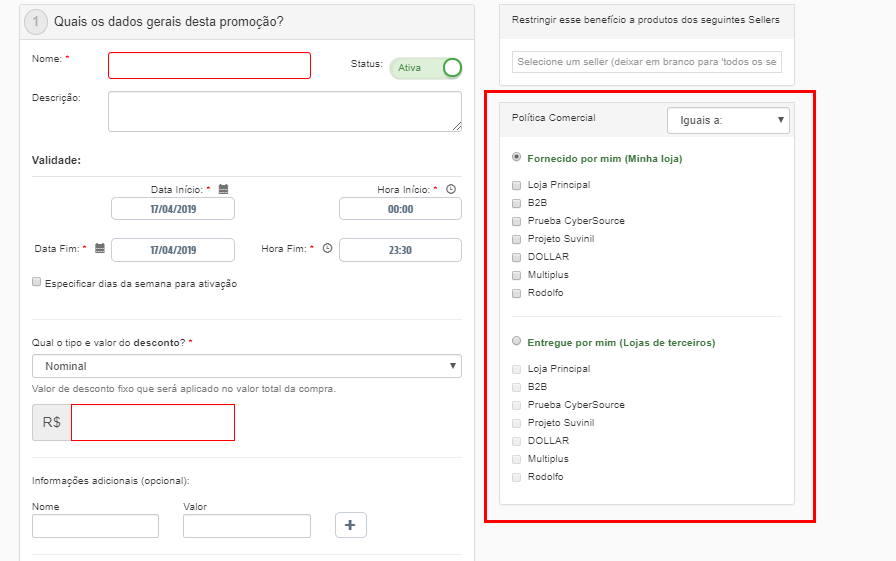 1 Quais os dados gerais desta promoção?
Nome: *
Status: Ativa
Descrição:
Validade:
Data Início: *
Hora Início: *
17/04/2019
00:00
Data Fim: * 17/04/2019
Hora Fim: * 23:30
Especificar dias da semana para ativação
Qual o tipo e valor do desconto? *
Nominal
Valor de desconto fixo que será aplicado no valor total da compra.
R$
Informações adicionais (opcional):
Nome
Valor
+
Restringir esse benefício a produtos dos seguintes Sellers
Selecione um seller (deixar em branco para 'todos os se
Política Comercial
Iguais a:
Fornecido por mim (Minha loja)
Loja Principal
B2B
Prueba CyberSource
Projeto Suvinil
DOLLAR
Multiplus
Rodolfo
Entregue por mim (Lojas de terceiros)
Loja Principal
B2B
Prueba CyberSource
Projeto Suvinil
DOLLAR
Multiplus
Rodolfo